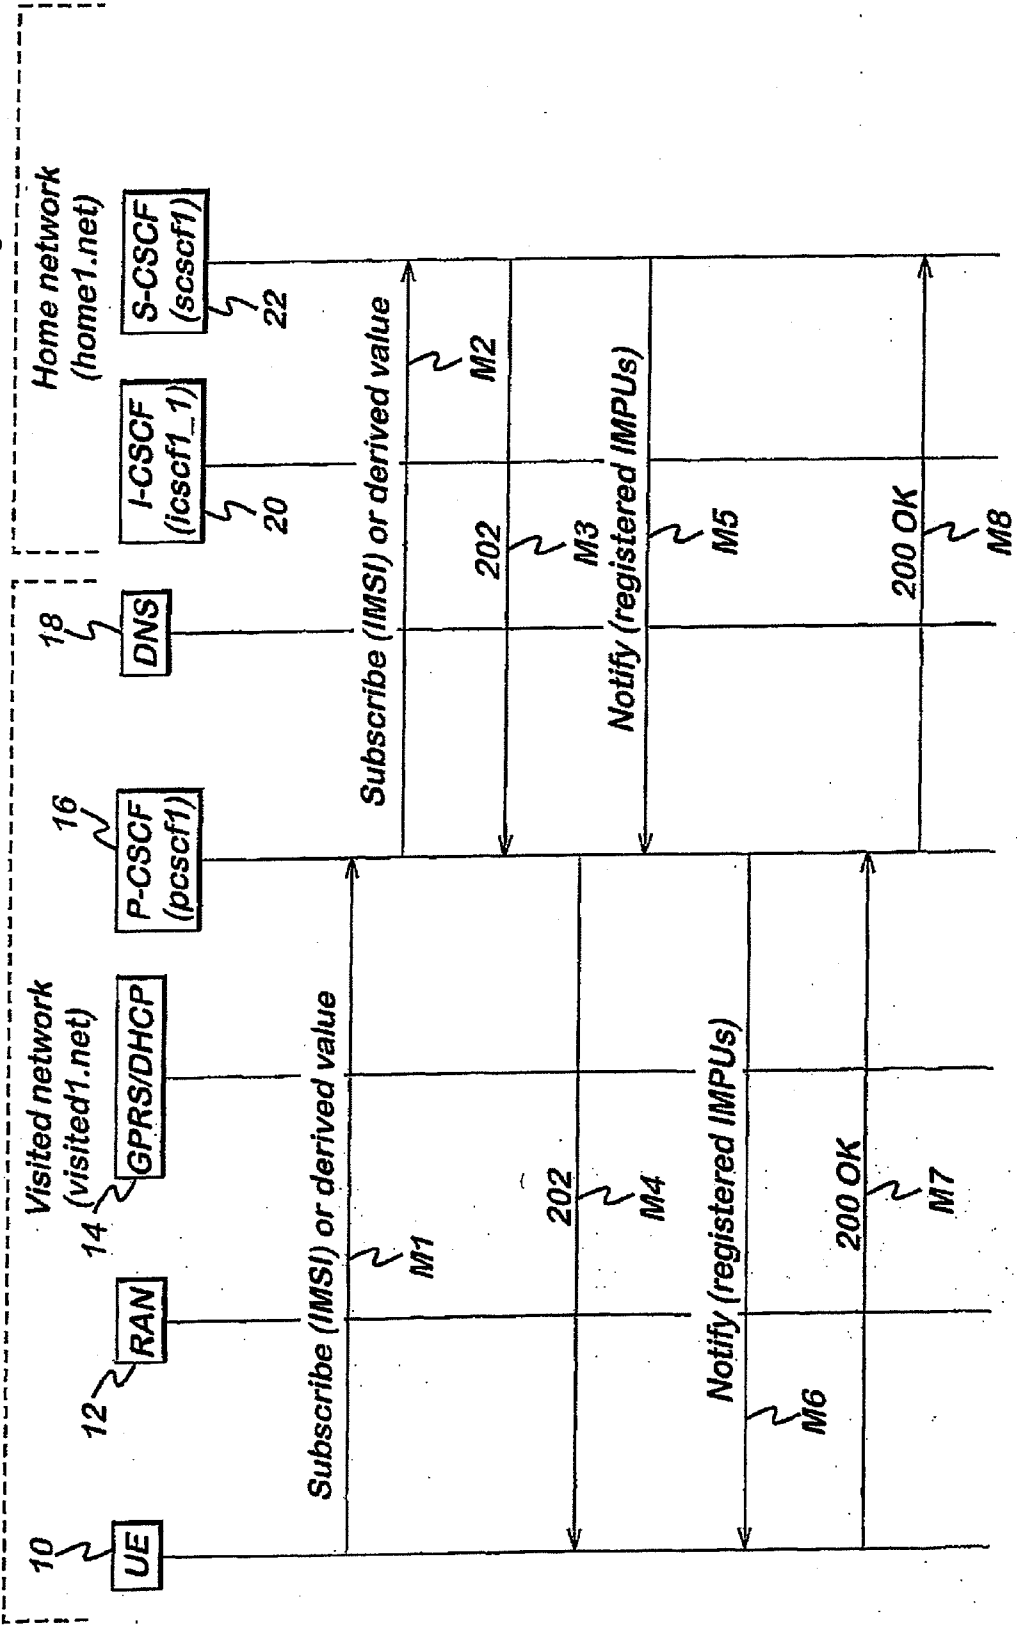 Visited network
(visited1.net)
Home network
(home1.net)
10
UE
12
RAN
14
GPRS/DHCP
16
P-CSCF
(pcscf1)
18
DNS
I-CSCF
(icscf1_1)
20
S-CSCF
(scscf1)
22
Subscribe (IMSI) or derived value
M1
Subscribe (IMSI) or derived value
M2
202
M3
202
M4
Notify (registered IMPUs)
M5
Notify (registered IMPUs)
M6
200 OK
M7
200 OK
M8